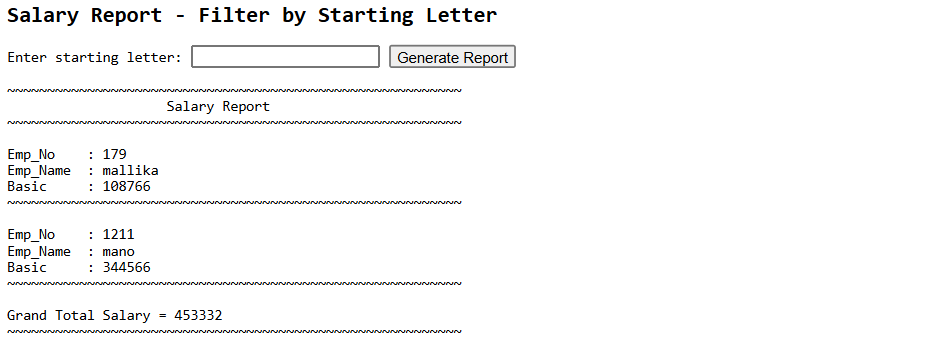 Salary Report - Filter by Starting Letter
Enter starting letter: Generate Report
~~~~~~~~~~~~~~~~~~~~~~~~~~~~~~~~~~~~~~~~~~~~~~~~~~~~~~~~~
Salary Report
~~~~~~~~~~~~~~~~~~~~~~~~~~~~~~~~~~~~~~~~~~~~~~~~~~~~~~~~~
Emp_No    : 179
Emp_Name  : mallika
Basic     : 108766
~~~~~~~~~~~~~~~~~~~~~~~~~~~~~~~~~~~~~~~~~~~~~~~~~~~~~~~~~
Emp_No    : 1211
Emp_Name  : mano
Basic     : 344566
~~~~~~~~~~~~~~~~~~~~~~~~~~~~~~~~~~~~~~~~~~~~~~~~~~~~~~~~~
Grand Total Salary = 453332
~~~~~~~~~~~~~~~~~~~~~~~~~~~~~~~~~~~~~~~~~~~~~~~~~~~~~~~~~